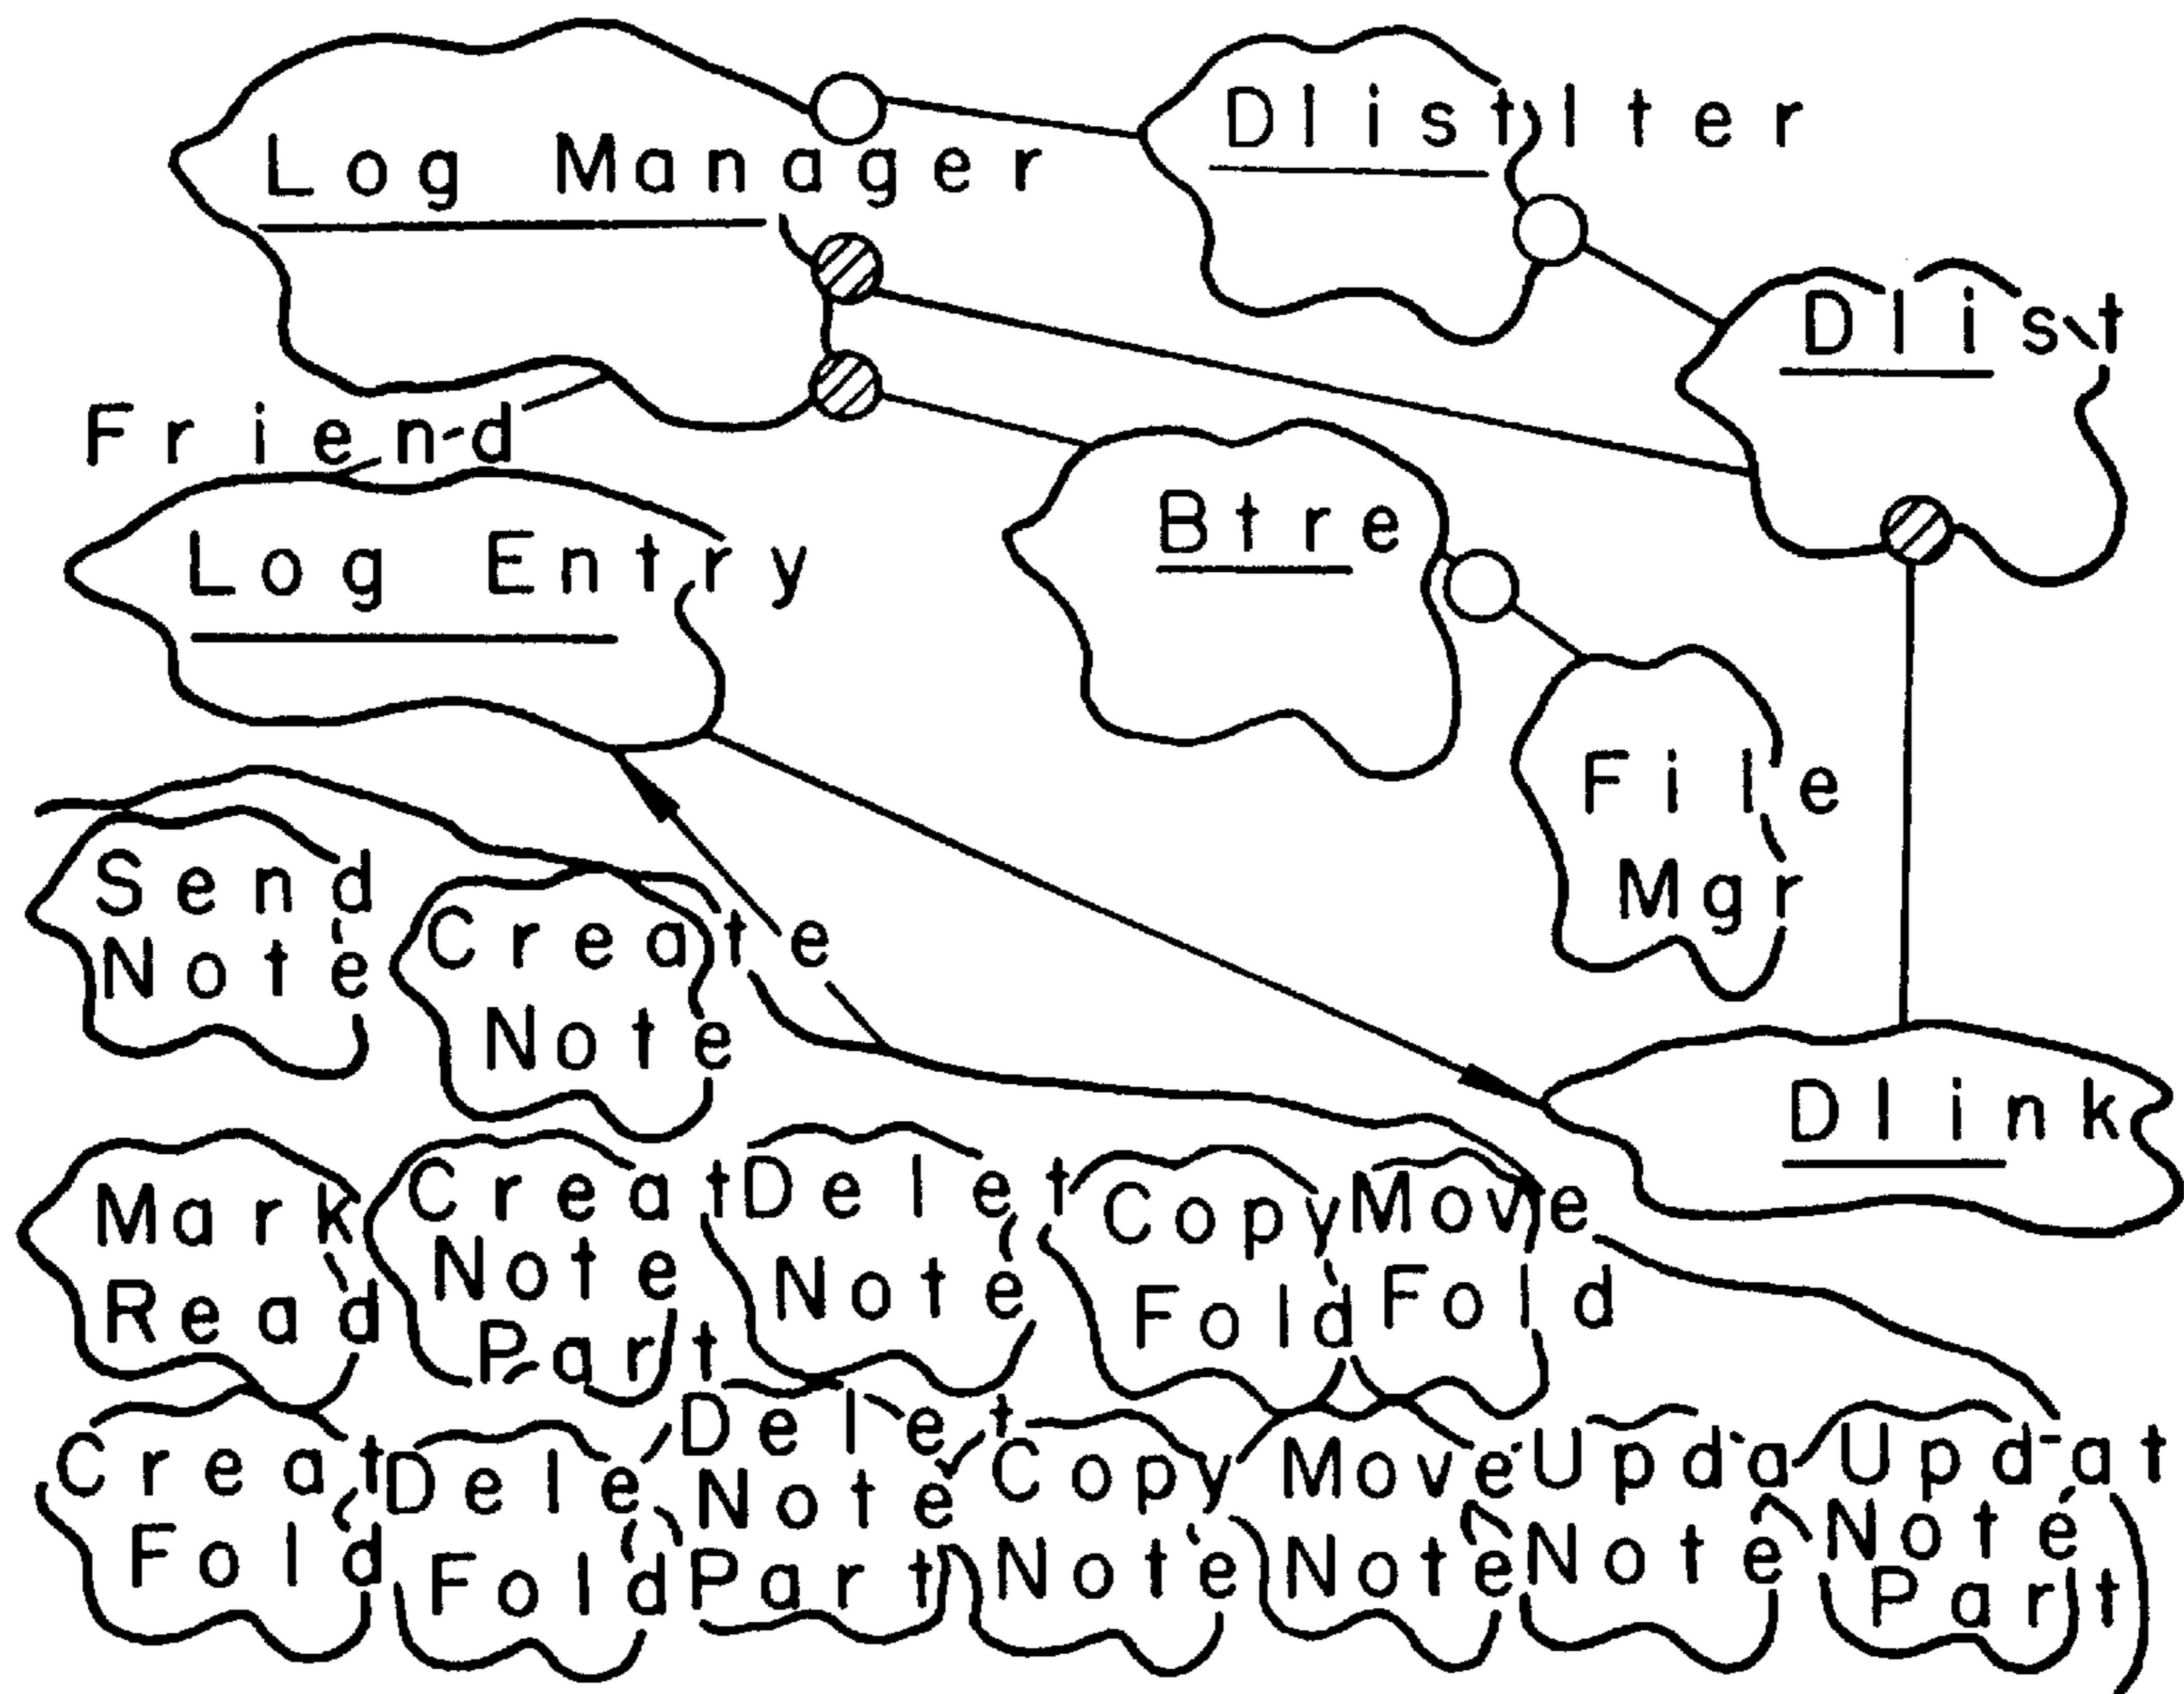 Log Manager
DlistIter
Dlist
Friend
Log Entry
Btre
File
Mgr
Send
Note
Create
Note
Dlink
Mark
Read
Creat
Note
Part
Delet
Note
Copy
Fold
Move
Fold
Creat
Fold
Dele
Fold
Delet
Note
Part
Copy
Note
Move
Note
Upda
Note
Updat
Note
Part